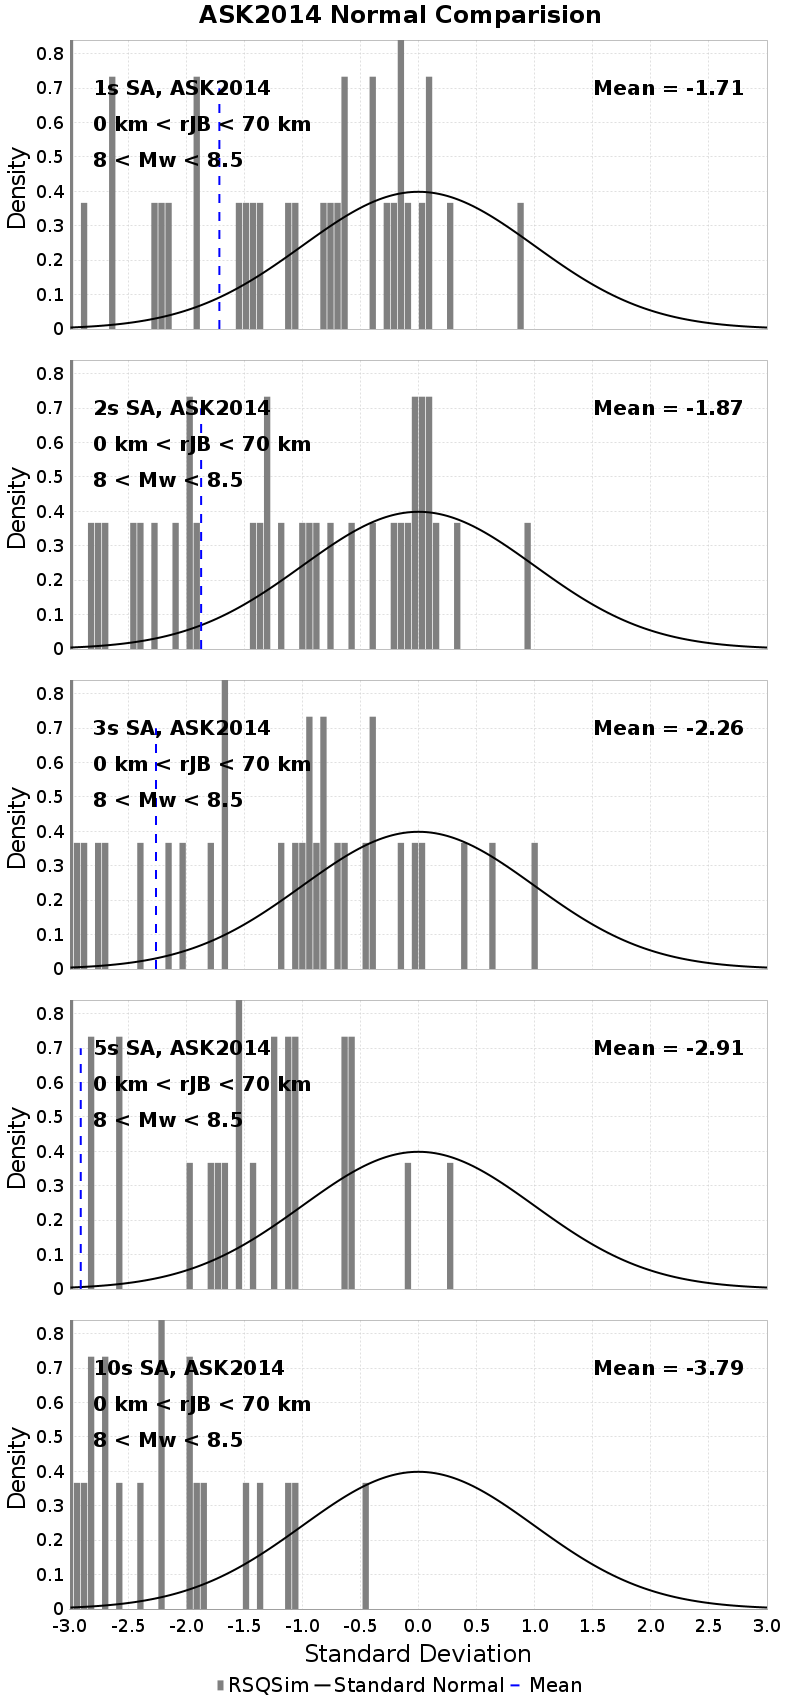 ASK2014 Normal Comparision
0.8
0.7
0.6
0.5
0.4
0.3
0.2
0.1
0
Density
1s SA, ASK2014
0 km < rJB < 70 km
8 < Mw < 8.5
Mean = -1.71
0.8
0.7
0.6
0.5
0.4
0.3
0.2
0.1
0
Density
2s SA, ASK2014
0 km < rJB < 70 km
8 < Mw < 8.5
Mean = -1.87
0.8
0.7
0.6
0.5
0.4
0.3
0.2
0.1
0
Density
3s SA, ASK2014
0 km < rJB < 70 km
8 < Mw < 8.5
Mean = -2.26
0.8
0.7
0.6
0.5
0.4
0.3
0.2
0.1
0
Density
5s SA, ASK2014
0 km < rJB < 70 km
8 < Mw < 8.5
Mean = -2.91
0.8
0.7
0.6
0.5
0.4
0.3
0.2
0.1
0
Density
10s SA, ASK2014
0 km < rJB < 70 km
8 < Mw < 8.5
Mean = -3.79
-3.0 -2.5 -2.0 -1.5 -1.0 -0.5 0.0 0.5 1.0 1.5 2.0 2.5 3.0
Standard Deviation
RSQSim Standard Normal Mean